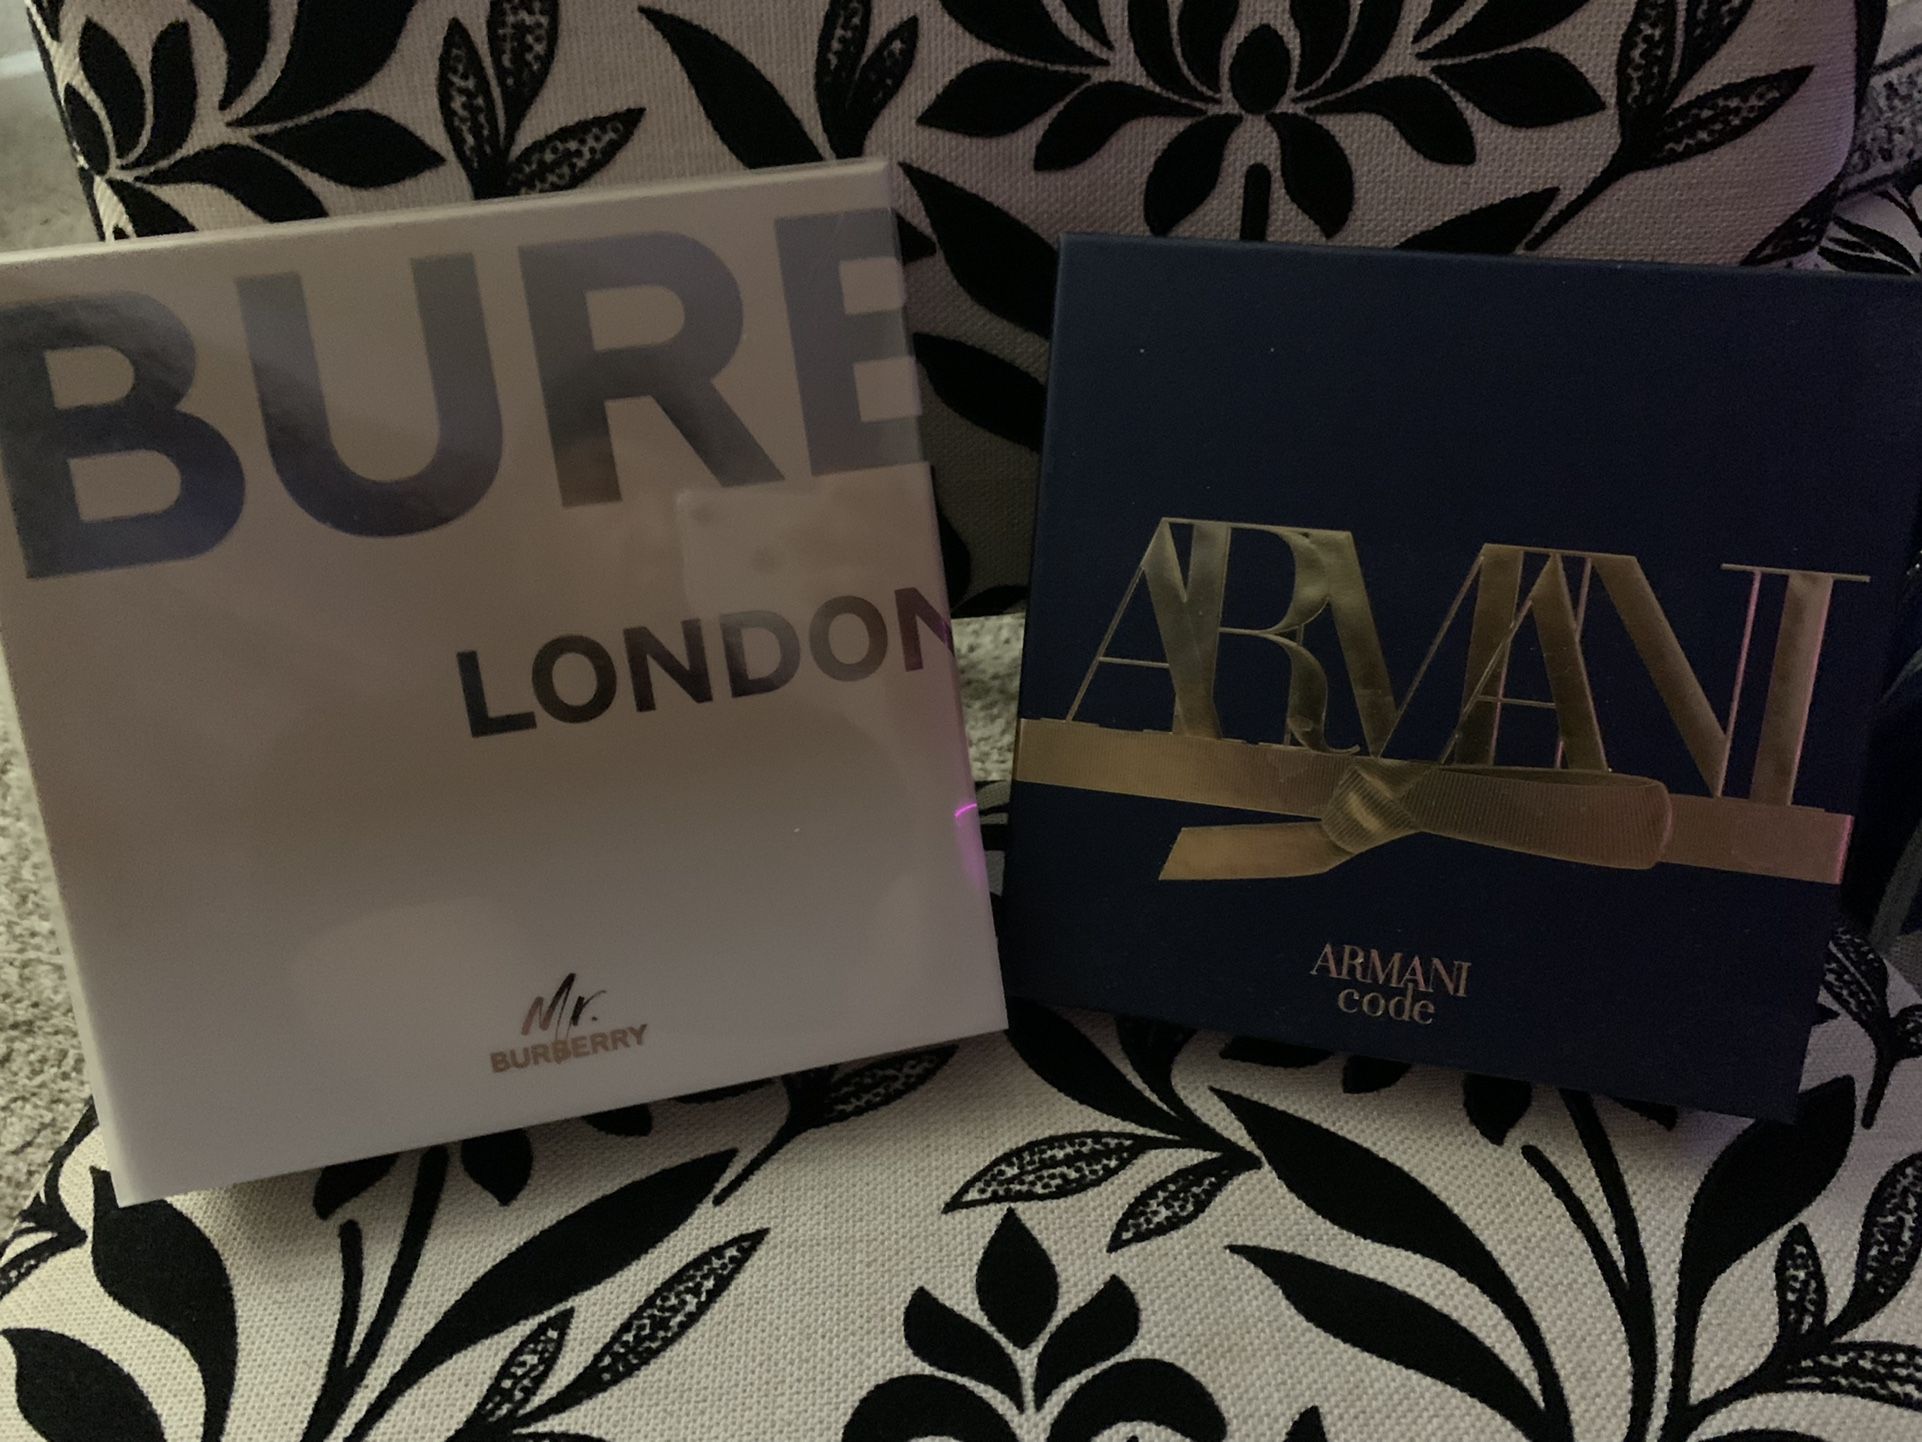 BURB
LONDON
Mr.
BURBERRY
ARMANI
ARMANI
code